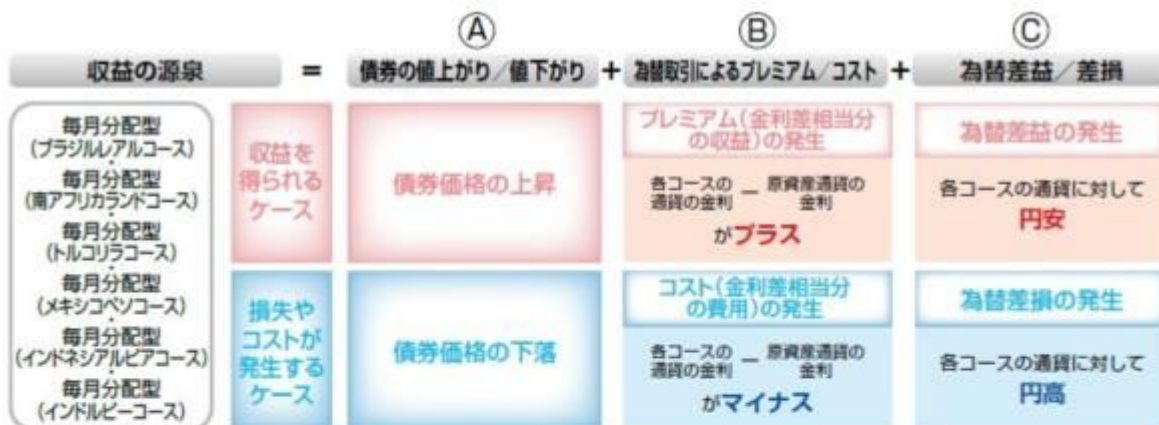 Ⓐ Ⓑ Ⓒ
収益の源泉 = 債券の値上がり/値下がり + 為替取引によるプレミアム/コスト + 為替差益/差損
毎月分配型
(ブラジルレアルコース)
毎月分配型
(南アフリカランドコース)
毎月分配型
(トルコリラコース)
毎月分配型
(メキシコペソコース)
毎月分配型
(インドネシアルピアコース)
毎月分配型
(インドルピーコース)
収益を
得られる
ケース
債券価格の上昇
プレミアム(金利差相当分
の収益)の発生
各コースの
通貨の金利
−
原資産通貨の
金利
がプラス
為替差益の発生
各コースの通貨に対して
円安
損失や
コストが
発生する
ケース
債券価格の下落
コスト(金利差相当分
の費用)の発生
各コースの
通貨の金利
−
原資産通貨の
金利
がマイナス
為替差損の発生
各コースの通貨に対して
円高